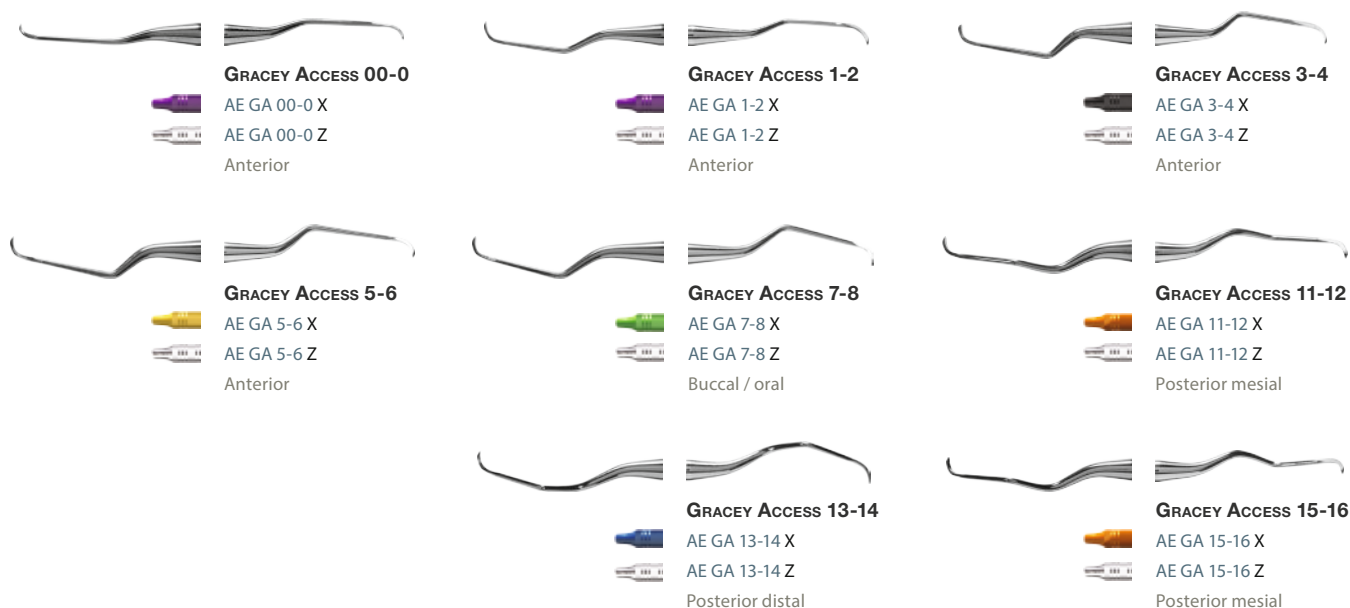 GRACEY ACCESS 00-0
AE GA 00-0 X
AE GA 00-0 Z
Anterior
GRACEY ACCESS 1-2
AE GA 1-2 X
AE GA 1-2 Z
Anterior
GRACEY ACCESS 3-4
AE GA 3-4 X
AE GA 3-4 Z
Anterior
GRACEY ACCESS 5-6
AE GA 5-6 X
AE GA 5-6 Z
Anterior
GRACEY ACCESS 7-8
AE GA 7-8 X
AE GA 7-8 Z
Buccal / oral
GRACEY ACCESS 11-12
AE GA 11-12 X
AE GA 11-12 Z
Posterior mesial
GRACEY ACCESS 13-14
AE GA 13-14 X
AE GA 13-14 Z
Posterior distal
GRACEY ACCESS 15-16
AE GA 15-16 X
AE GA 15-16 Z
Posterior mesial